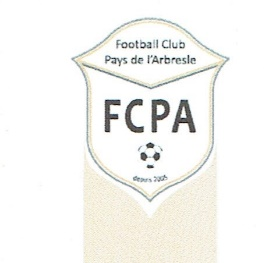 Football Club
Pays de l'Arbresle
FCPA
depuis 2005